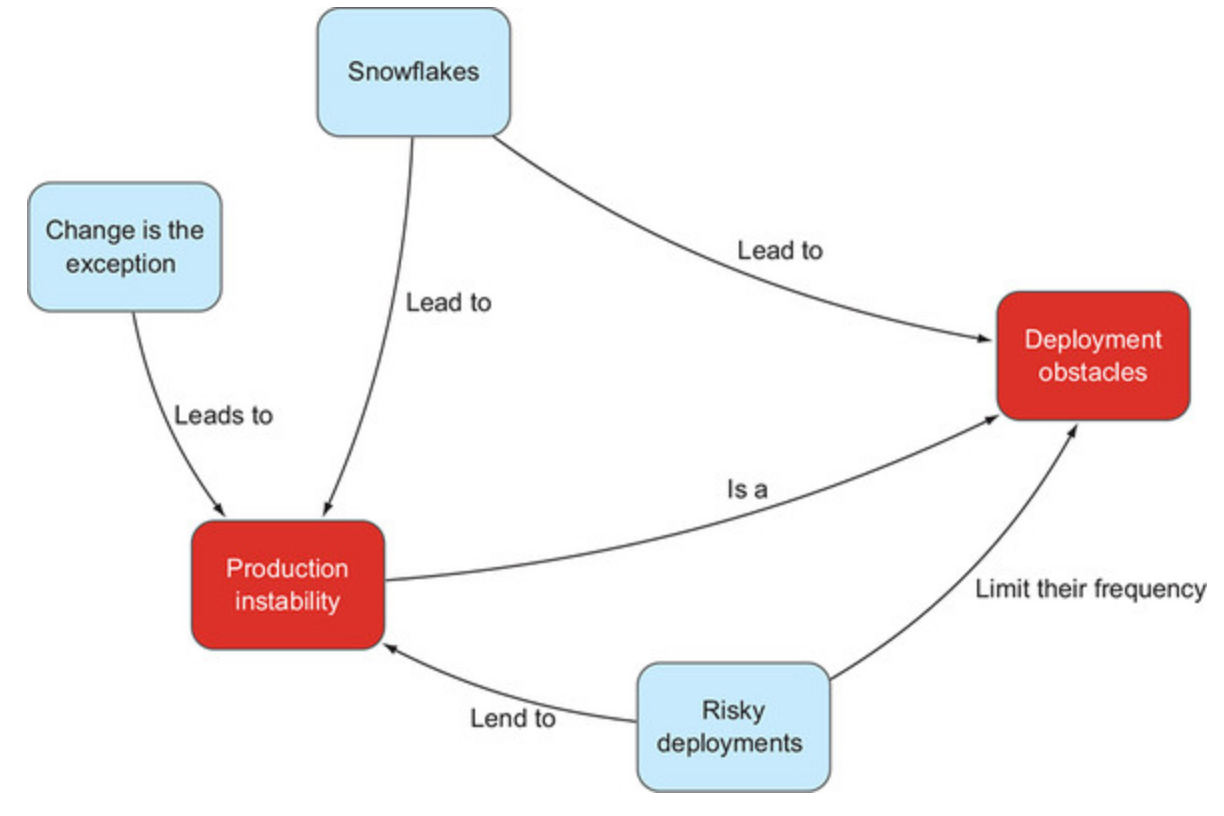 Snowflakes
Change is the
exception
Lead to
Lead to
Deployment
obstacles
Leads to
Is a
Production
instability
Limit their frequency
Lend to
Risky
deployments